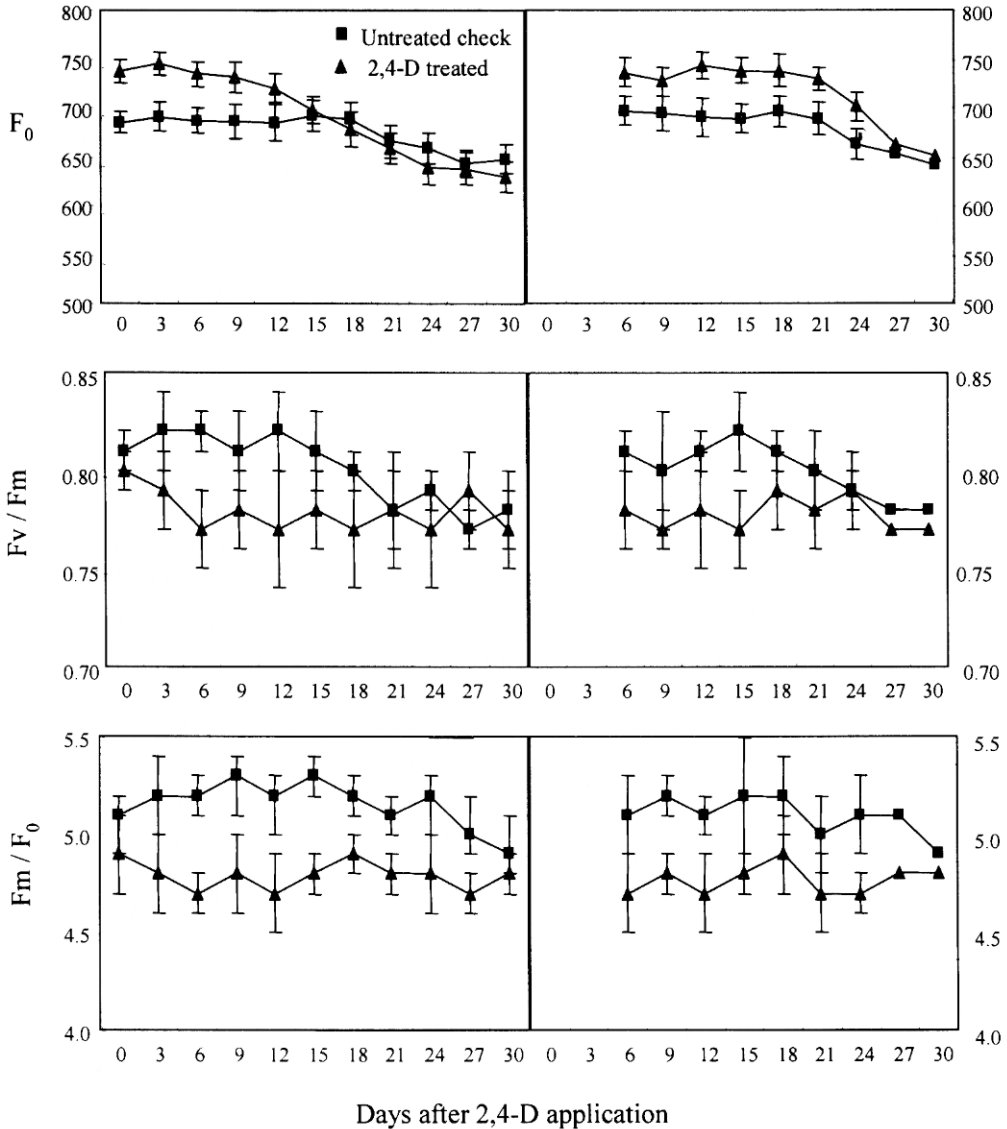 800 800
Untreated check
750 2,4-D treated 750
F0 700 700
650 650
600 600
550 550
500 500
0 3 6 9 12 15 18 21 24 27 30 0 3 6 9 12 15 18 21 24 27 30
0.85 0.85
Fv / Fm 0.80 0.80
0.75 0.75
0.70 0.70
0 3 6 9 12 15 18 21 24 27 30 0 3 6 9 12 15 18 21 24 27 30
5.5 5.5
Fm / F0 5.0 5.0
4.5 4.5
4.0 4.0
0 3 6 9 12 15 18 21 24 27 30 0 3 6 9 12 15 18 21 24 27 30
Days after 2,4-D application